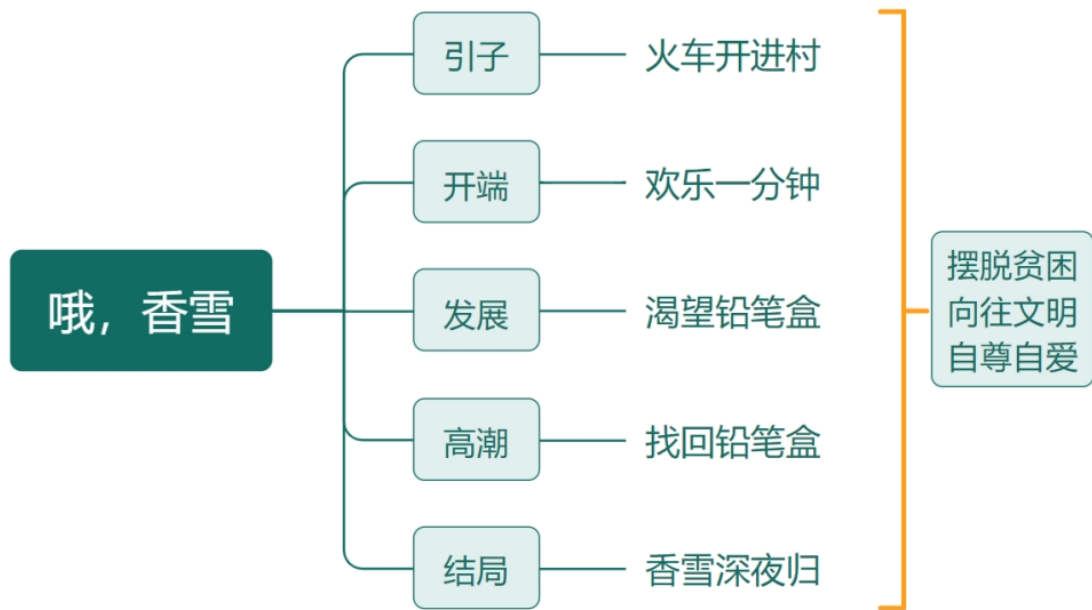 哦，香雪
引子
火车开进村
开端
欢乐一分钟
发展
渴望铅笔盒
高潮
找回铅笔盒
结局
香雪深夜归
摆脱贫困
向往文明
自尊自爱